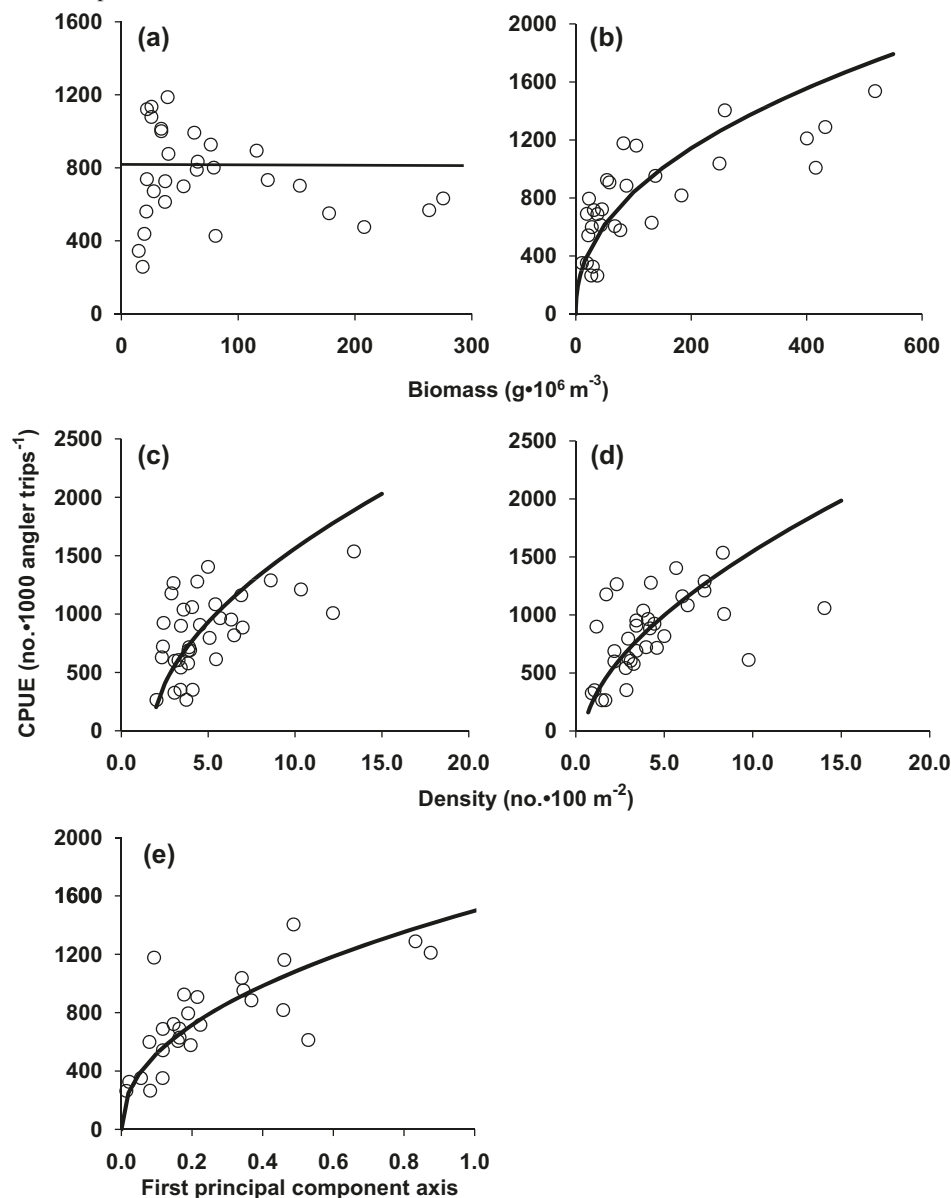 (a)
1600
1200
800
400
0
0 100 200 300
(b)
2000
1600
1200
800
400
0
0 200 400 600
Biomass (g•10⁶ m⁻³)
CPUE (no.•1000 angler trips⁻¹)
(c)
2500
2000
1500
1000
500
0
0.0 5.0 10.0 15.0 20.0
(d)
2500
2000
1500
1000
500
0
0.0 5.0 10.0 15.0 20.0
Density (no.•100 m⁻²)
(e)
2000
1600
1200
800
400
0
0.0 0.2 0.4 0.6 0.8 1.0
First principal component axis